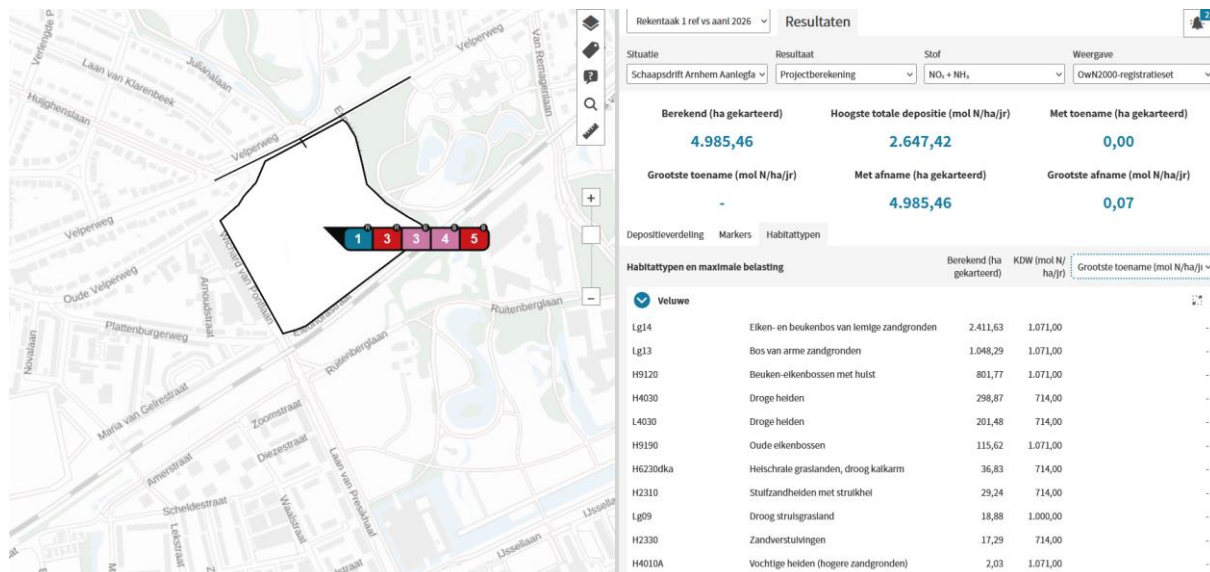 Verlengde P
Laan van Klarenbeek
Julianalaan
Huijghenslaan
Velperweg
Van Remagenlaan
Velperweg
Velperweg
Oude Velperweg
Wichard van Pontlaan
Arnoudstraat
Plattenburgerweg
Novalaan
Ruitenberglaan
Ruitenberglaan
Maria van Gelrestraat
Zoomstraat
Diezestraat
Amerstraat
Scheldestraat
Lekstraat
Waalstraat
Laan van Presikhaaf
IJssellaan
IJssella
1 3 3 4 5
R R B B B
+
–
Rekentaak 1 ref vs aanl 2026
Resultaten
2
Situatie Resultaat Stof Weergave
Schaapsdrift Arnhem Aanlegfa Projectberekening NOₓ + NH₃ OwN2000-registratieset
Berekend (ha gekarteerd) Hoogste totale depositie (mol N/ha/jr) Met toename (ha gekarteerd)
4.985,46 2.647,42 0,00
Grootste toename (mol N/ha/jr) Met afname (ha gekarteerd) Grootste afname (mol N/ha/jr)
- 4.985,46 0,07
Depositieverdeling Markers Habitattypen
Habitattypen en maximale belasting Berekend (ha gekarteerd) KDW (mol N/ha/jr) Grootste toename (mol N/ha/jr
Veluwe
Lg14 Eiken- en beukenbos van lemige zandgronden 2.411,63 1.071,00 -
Lg13 Bos van arme zandgronden 1.048,29 1.071,00 -
H9120 Beuken-eikenbossen met hulst 801,77 1.071,00 -
H4030 Droge heiden 298,87 714,00 -
L4030 Droge heiden 201,48 714,00 -
H9190 Oude eikenbossen 115,62 1.071,00 -
H6230dka Heischrale graslanden, droog kalkarm 36,83 714,00 -
H2310 Stuifzandheiden met struikhei 29,24 714,00 -
Lg09 Droog struisgrasland 18,88 1.000,00 -
H2330 Zandverstuivingen 17,29 714,00 -
H4010A Vochtige heiden (hogere zandgronden) 2,03 1.071,00 -